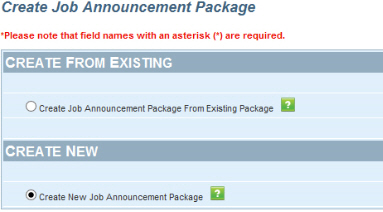 Create Job Announcement Package
*Please note that field names with an asterisk (*) are required.
CREATE FROM EXISTING
Create Job Announcement Package From Existing Package ?
CREATE NEW
Create New Job Announcement Package ?